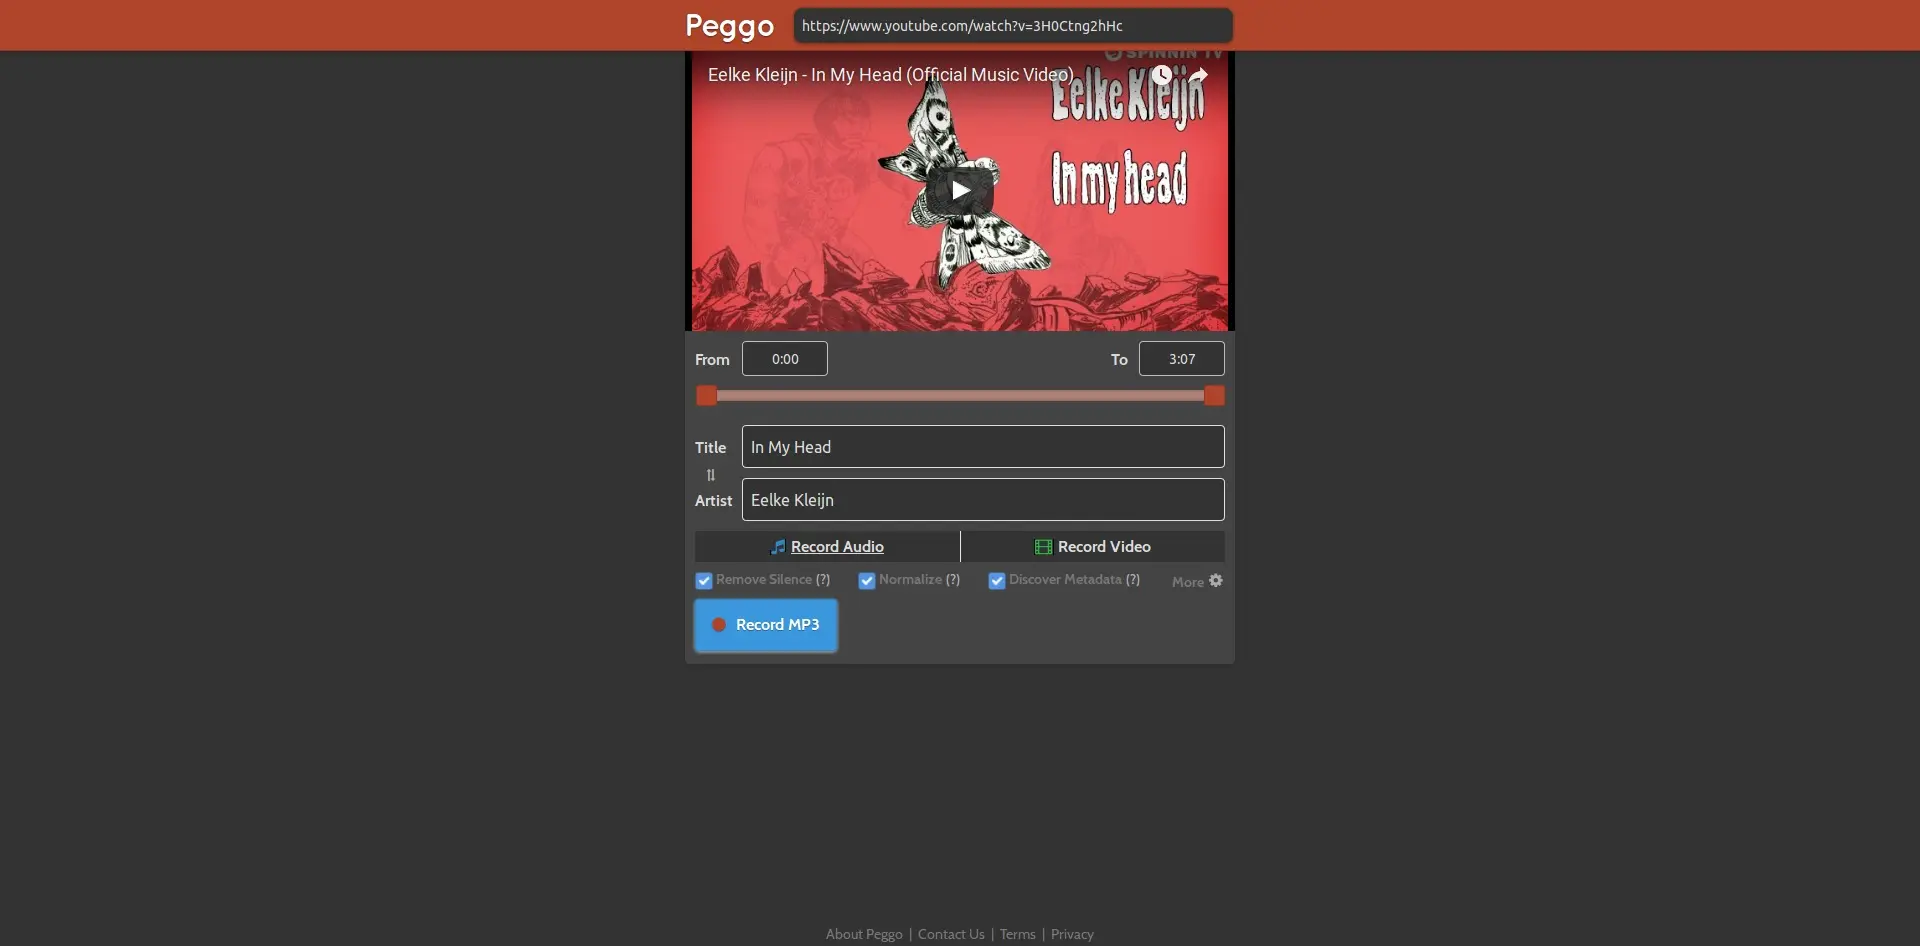 Peggo https://www.youtube.com/watch?v=3H0Ctng2hHc
SPINNIN TV
Eelke Kleijn - In My Head (Official Music Video)
Eelke Kleijn
In my head
From 0:00 To 3:07
Title In My Head
Artist Eelke Kleijn
Record Audio Record Video
Remove Silence (?) Normalize (?) Discover Metadata (?) More
Record MP3
About Peggo | Contact Us | Terms | Privacy